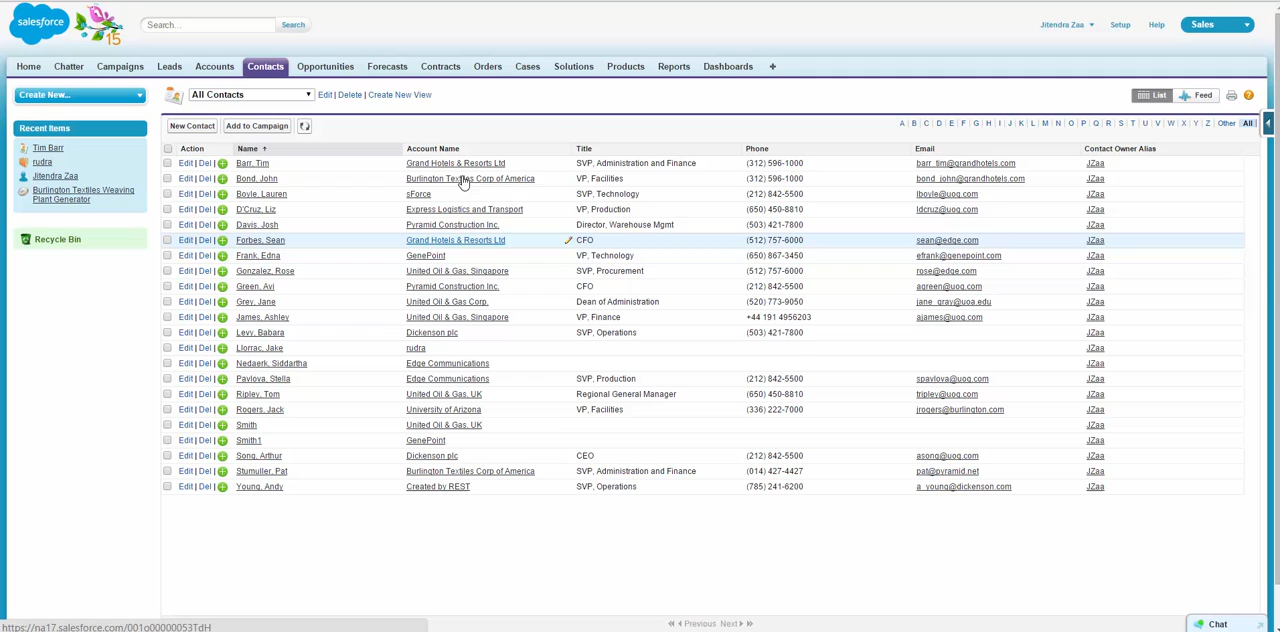 salesforce
15
Search...
Search
Jitendra Zaa
Setup
Help
Sales
Home Chatter Campaigns Leads Accounts Contacts Opportunities Forecasts Contracts Orders Cases Solutions Products Reports Dashboards +
Create New...
Recent Items
Tim Barr
rudra
Jitendra Zaa
Burlington Textiles Weaving
Plant Generator
Recycle Bin
All Contacts
Edit | Delete | Create New View
List
Feed
New Contact
Add to Campaign
A | B | C | D | E | F | G | H | I | J | K | L | M | N | O | P | Q | R | S | T | U | V | W | X | Y | Z | Other All
Action Name Account Name Title Phone Email Contact Owner Alias
Edit | Del | Barr, Tim Grand Hotels & Resorts Ltd SVP, Administration and Finance (312) 596-1000 barr_tim@grandhotels.com JZaa
Edit | Del | Bond, John Burlington Textiles Corp of America VP, Facilities (312) 596-1000 bond_john@grandhotels.com JZaa
Edit | Del | Boyle, Lauren sForce SVP, Technology (212) 842-5500 lboyle@uog.com JZaa
Edit | Del | D'Cruz, Liz Express Logistics and Transport VP, Production (650) 450-8810 ldcruz@uog.com JZaa
Edit | Del | Davis, Josh Pyramid Construction Inc. Director, Warehouse Mgmt (503) 421-7800 JZaa
Edit | Del | Forbes, Sean Grand Hotels & Resorts Ltd CFO (512) 757-6000 sean@edge.com JZaa
Edit | Del | Frank, Edna GenePoint VP, Technology (650) 867-3450 efrank@genepoint.com JZaa
Edit | Del | Gonzalez, Rose United Oil & Gas, Singapore SVP, Procurement (512) 757-6000 rose@edge.com JZaa
Edit | Del | Green, Avi Pyramid Construction Inc. CFO (212) 842-5500 agreen@uog.com JZaa
Edit | Del | Grey, Jane United Oil & Gas Corp. Dean of Administration (520) 773-9050 jane_gray@uoa.edu JZaa
Edit | Del | James, Ashley United Oil & Gas, Singapore VP, Finance +44 191 4956203 ajames@uog.com JZaa
Edit | Del | Levy, Babara Dickenson plc SVP, Operations (503) 421-7800 JZaa
Edit | Del | Llorrac, Jake rudra JZaa
Edit | Del | Nedaerk, Siddartha Edge Communications JZaa
Edit | Del | Pavlova, Stella Edge Communications SVP, Production (212) 842-5500 spavlova@uog.com JZaa
Edit | Del | Ripley, Tom United Oil & Gas, UK Regional General Manager (650) 450-8810 tripley@uog.com JZaa
Edit | Del | Rogers, Jack University of Arizona VP, Facilities (336) 222-7000 jrogers@burlington.com JZaa
Edit | Del | Smith United Oil & Gas, UK JZaa
Edit | Del | Smith1 GenePoint JZaa
Edit | Del | Song, Arthur Dickenson plc CEO (212) 842-5500 asong@uog.com JZaa
Edit | Del | Stumuller, Pat Burlington Textiles Corp of America SVP, Administration and Finance (014) 427-4427 pat@pyramid.net JZaa
Edit | Del | Young, Andy Created by REST SVP, Operations (785) 241-6200 a_young@dickenson.com JZaa
Previous Next
Chat
https://na17.salesforce.com/001o00000053TdH